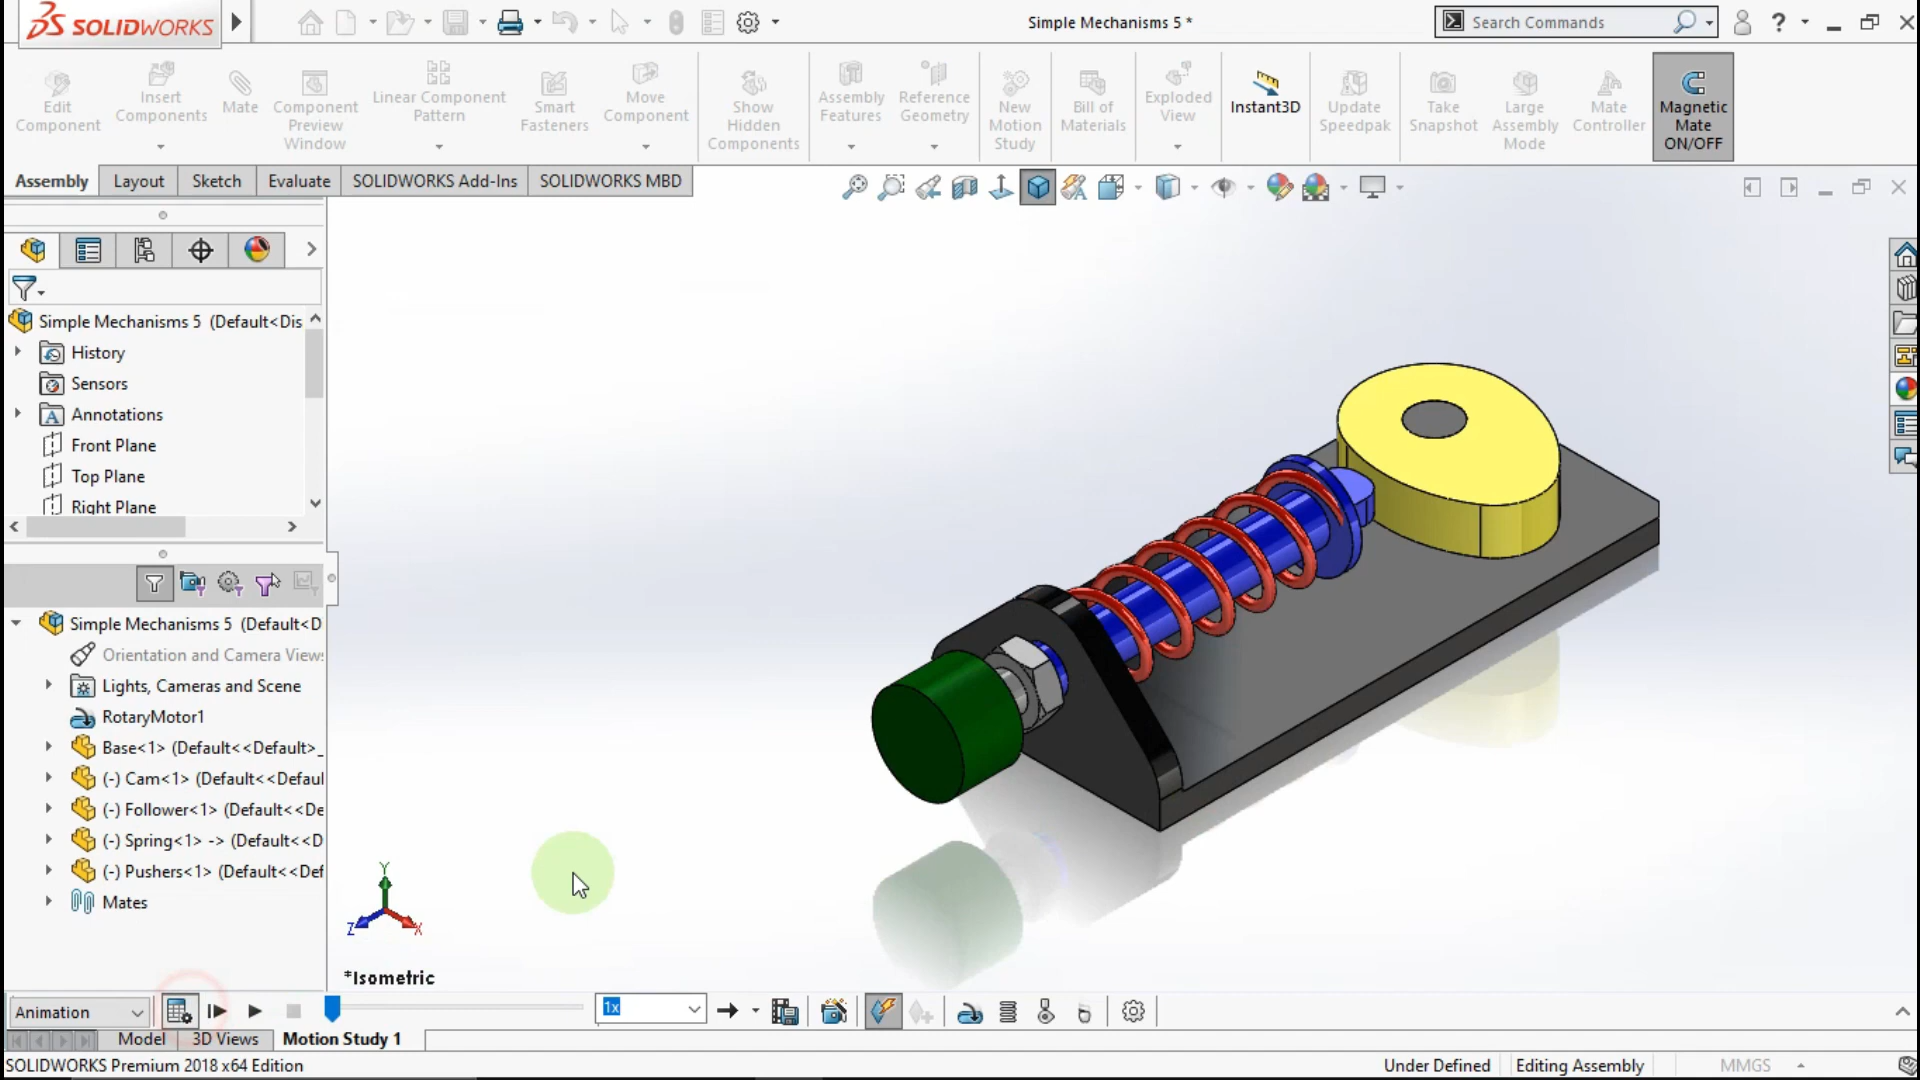 SOLIDWORKS
Simple Mechanisms 5 *
Search Commands
?
Edit Component
Insert Components
Mate
Component Preview Window
Linear Component Pattern
Smart Fasteners
Move Component
Show Hidden Components
Assembly Features
Reference Geometry
New Motion Study
Bill of Materials
Exploded View
Instant3D
Update Speedpak
Take Snapshot
Large Assembly Mode
Mate Controller
Magnetic Mate ON/OFF
Assembly
Layout
Sketch
Evaluate
SOLIDWORKS Add-Ins
SOLIDWORKS MBD
Simple Mechanisms 5 (Default<Dis
History
Sensors
A Annotations
Front Plane
Top Plane
Right Plane
Simple Mechanisms 5 (Default<D
Orientation and Camera Views
Lights, Cameras and Scene
RotaryMotor1
Base<1> (Default<<Default>_
(-) Cam<1> (Default<<Defaul
(-) Follower<1> (Default<<De
(-) Spring<1> -> (Default<<D
(-) Pushers<1> (Default<<Def
Mates
Y
Z
X
*Isometric
Animation
1x
Model
3D Views
Motion Study 1
SOLIDWORKS Premium 2018 x64 Edition
Under Defined
Editing Assembly
MMGS